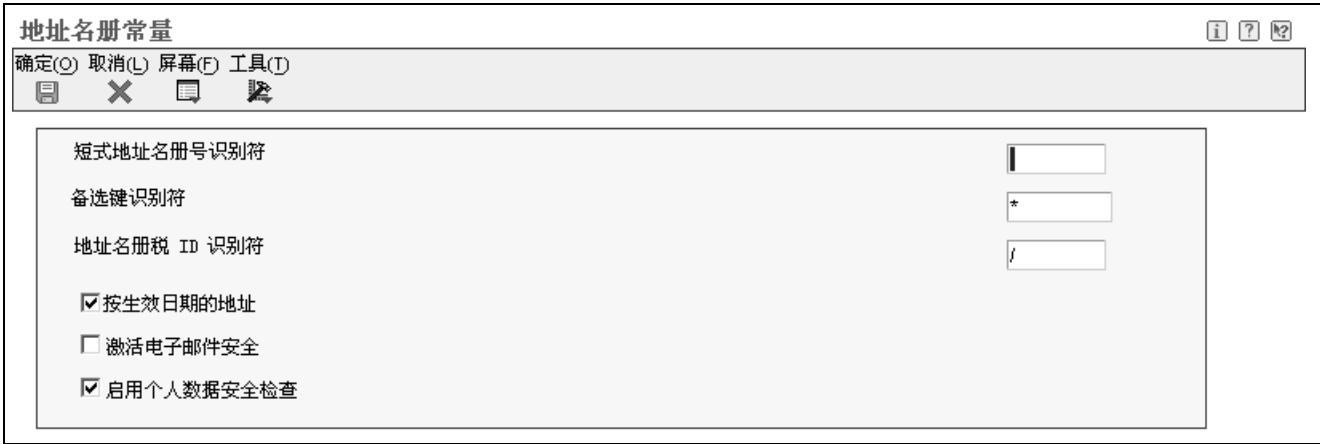 地址名册常量
确定(O) 取消(L) 屏幕(F) 工具(T)
短式地址名册号识别符
备选键识别符 *
地址名册税 ID 识别符 /
按生效日期的地址
激活电子邮件安全
启用个人数据安全检查